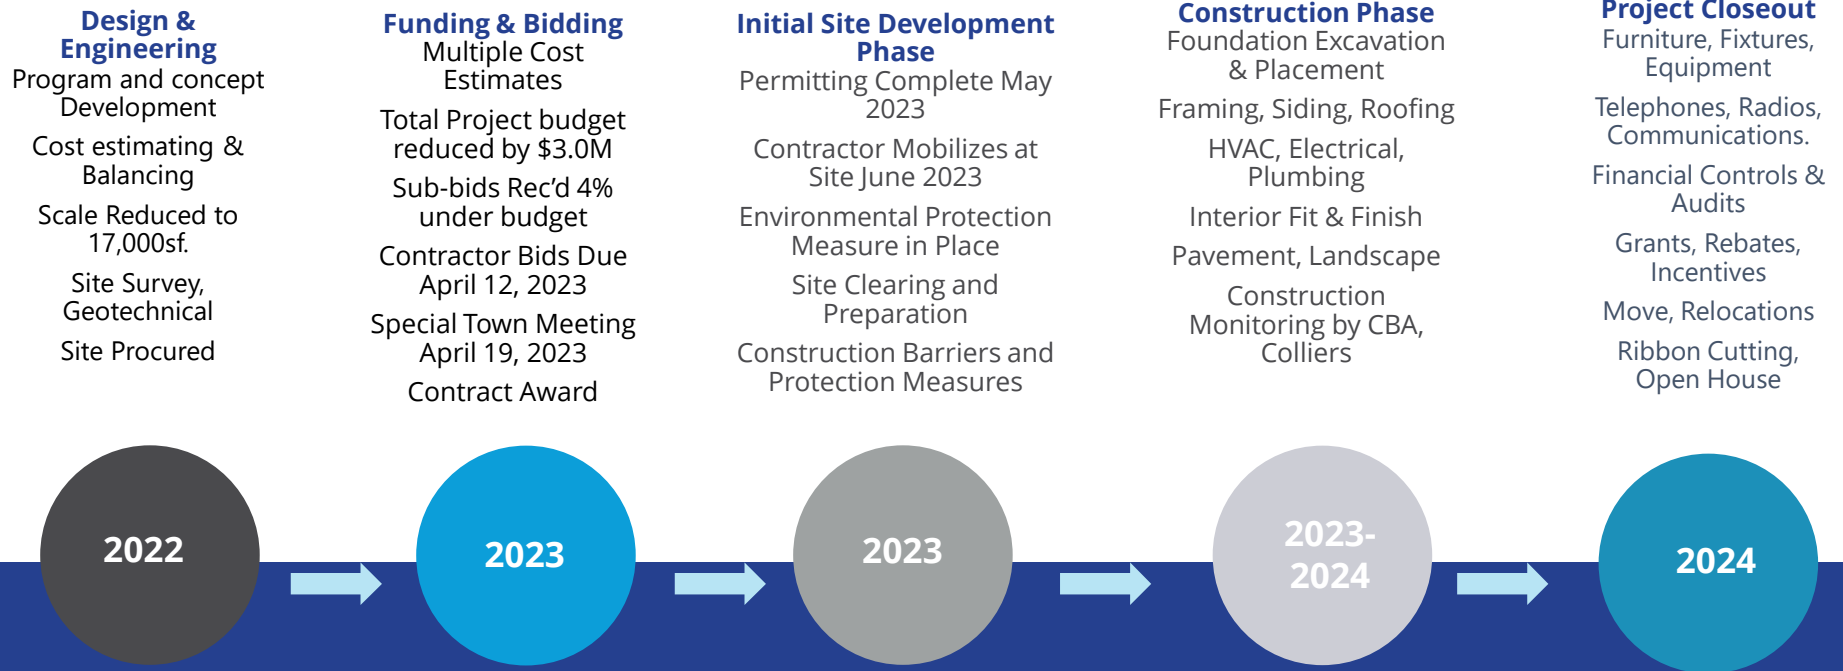 Design &
Engineering
Program and concept
Development
Cost estimating &
Balancing
Scale Reduced to
17,000sf.
Site Survey,
Geotechnical
Site Procured
Funding & Bidding
Multiple Cost
Estimates
Total Project budget
reduced by $3.0M
Sub-bids Rec’d 4%
under budget
Contractor Bids Due
April 12, 2023
Special Town Meeting
April 19, 2023
Contract Award
Initial Site Development
Phase
Permitting Complete May
2023
Contractor Mobilizes at
Site June 2023
Environmental Protection
Measure in Place
Site Clearing and
Preparation
Construction Barriers and
Protection Measures
Construction Phase
Foundation Excavation
& Placement
Framing, Siding, Roofing
HVAC, Electrical,
Plumbing
Interior Fit & Finish
Pavement, Landscape
Construction
Monitoring by CBA,
Colliers
Project Closeout
Furniture, Fixtures,
Equipment
Telephones, Radios,
Communications.
Financial Controls &
Audits
Grants, Rebates,
Incentives
Move, Relocations
Ribbon Cutting,
Open House
2022
2023
2023
2023-
2024
2024